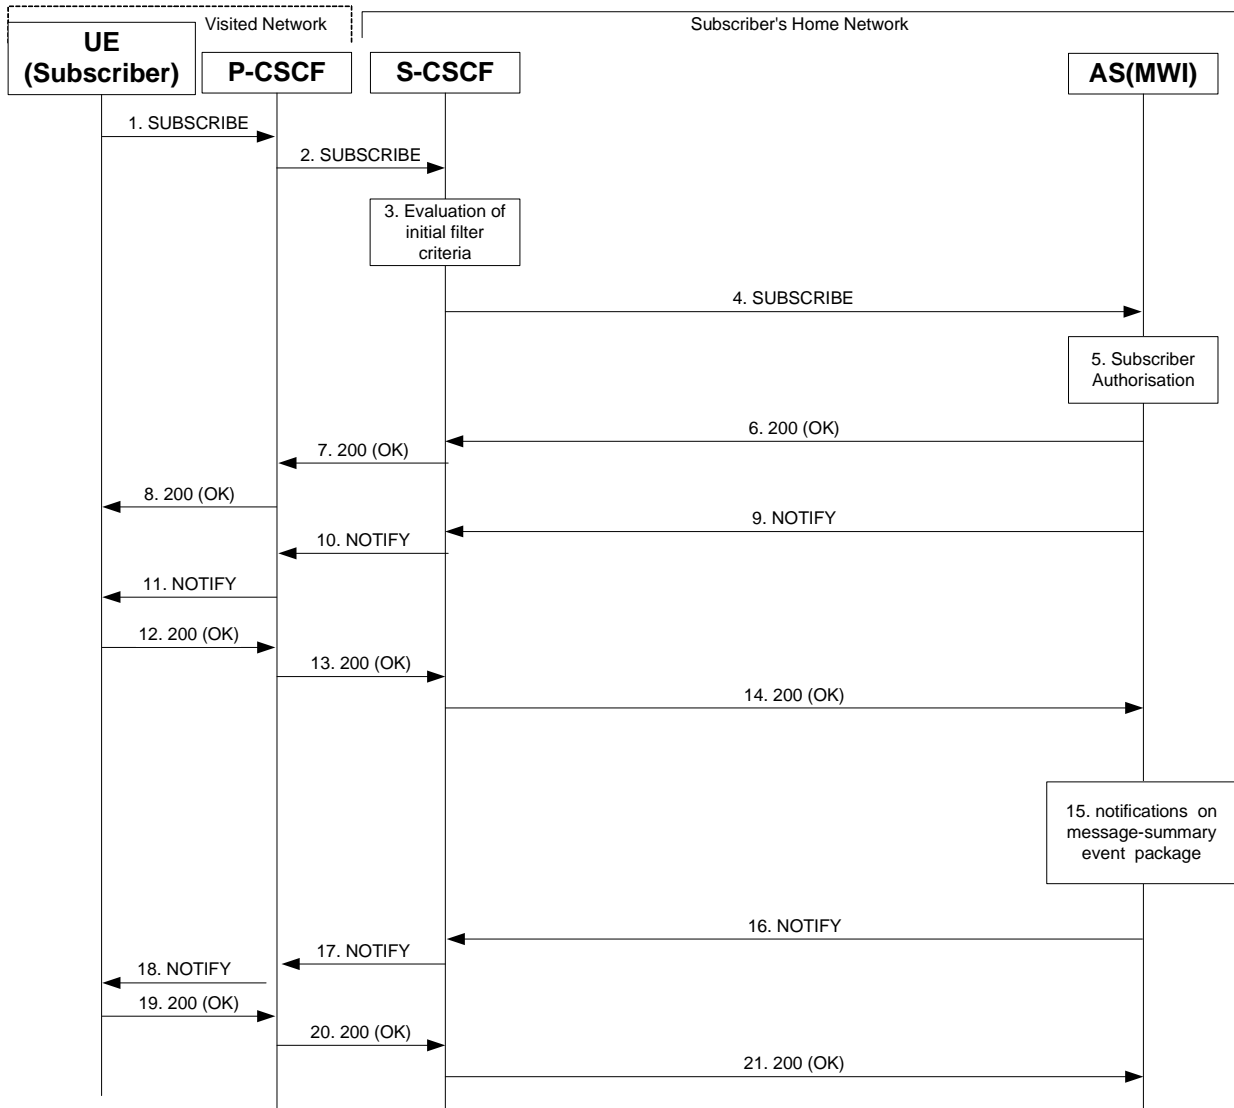 Visited Network
Subscriber's Home Network
UE
(Subscriber)
P-CSCF
S-CSCF
AS(MWI)
1. SUBSCRIBE
2. SUBSCRIBE
3. Evaluation of
initial filter
criteria
4. SUBSCRIBE
5. Subscriber
Authorisation
6. 200 (OK)
7. 200 (OK)
8. 200 (OK)
9. NOTIFY
10. NOTIFY
11. NOTIFY
12. 200 (OK)
13. 200 (OK)
14. 200 (OK)
15. notifications on
message-summary
event package
16. NOTIFY
17. NOTIFY
18. NOTIFY
19. 200 (OK)
20. 200 (OK)
21. 200 (OK)